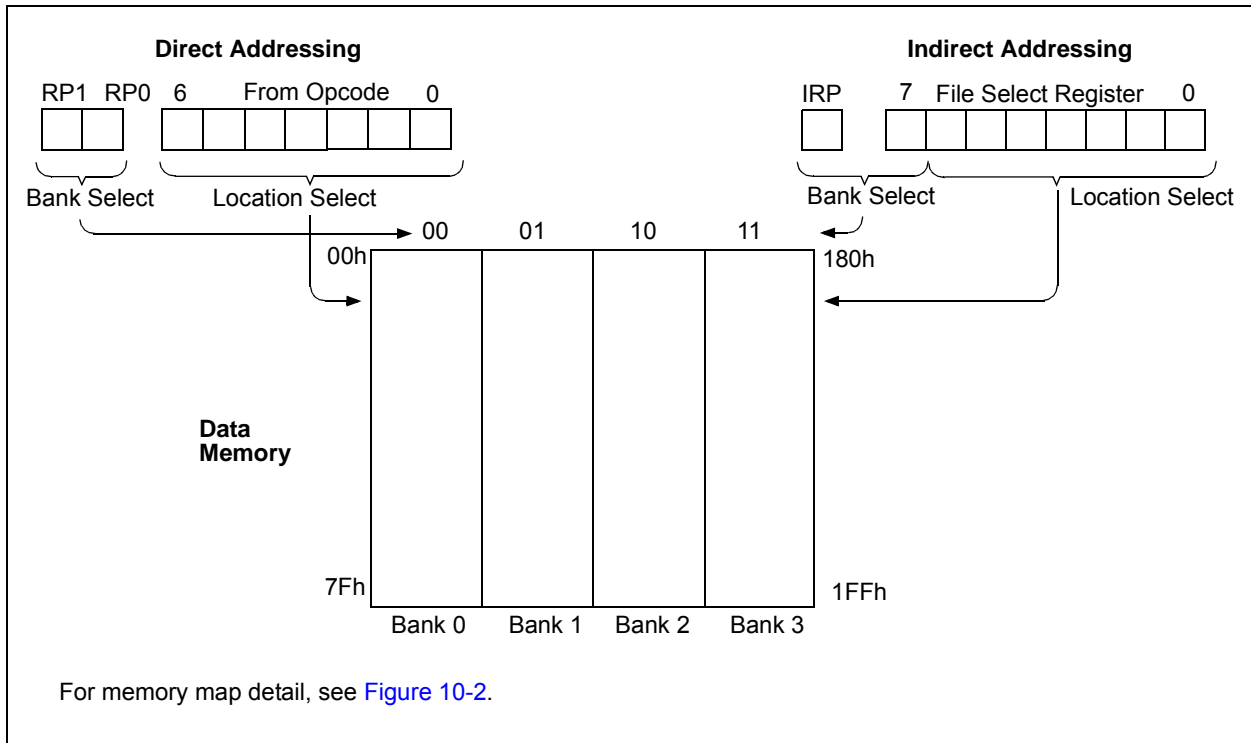 Direct Addressing
Indirect Addressing
RP1 RP0 6 From Opcode 0
IRP 7 File Select Register 0
Bank Select Location Select
Bank Select Location Select
00 01 10 11
00h 180h
Data
Memory
7Fh 1FFh
Bank 0 Bank 1 Bank 2 Bank 3
For memory map detail, see Figure 10-2.